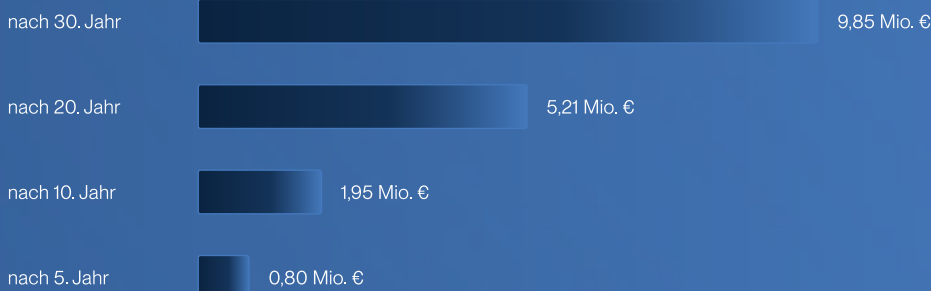 nach 30. Jahr 9,85 Mio. €
nach 20. Jahr 5,21 Mio. €
nach 10. Jahr 1,95 Mio. €
nach 5. Jahr 0,80 Mio. €